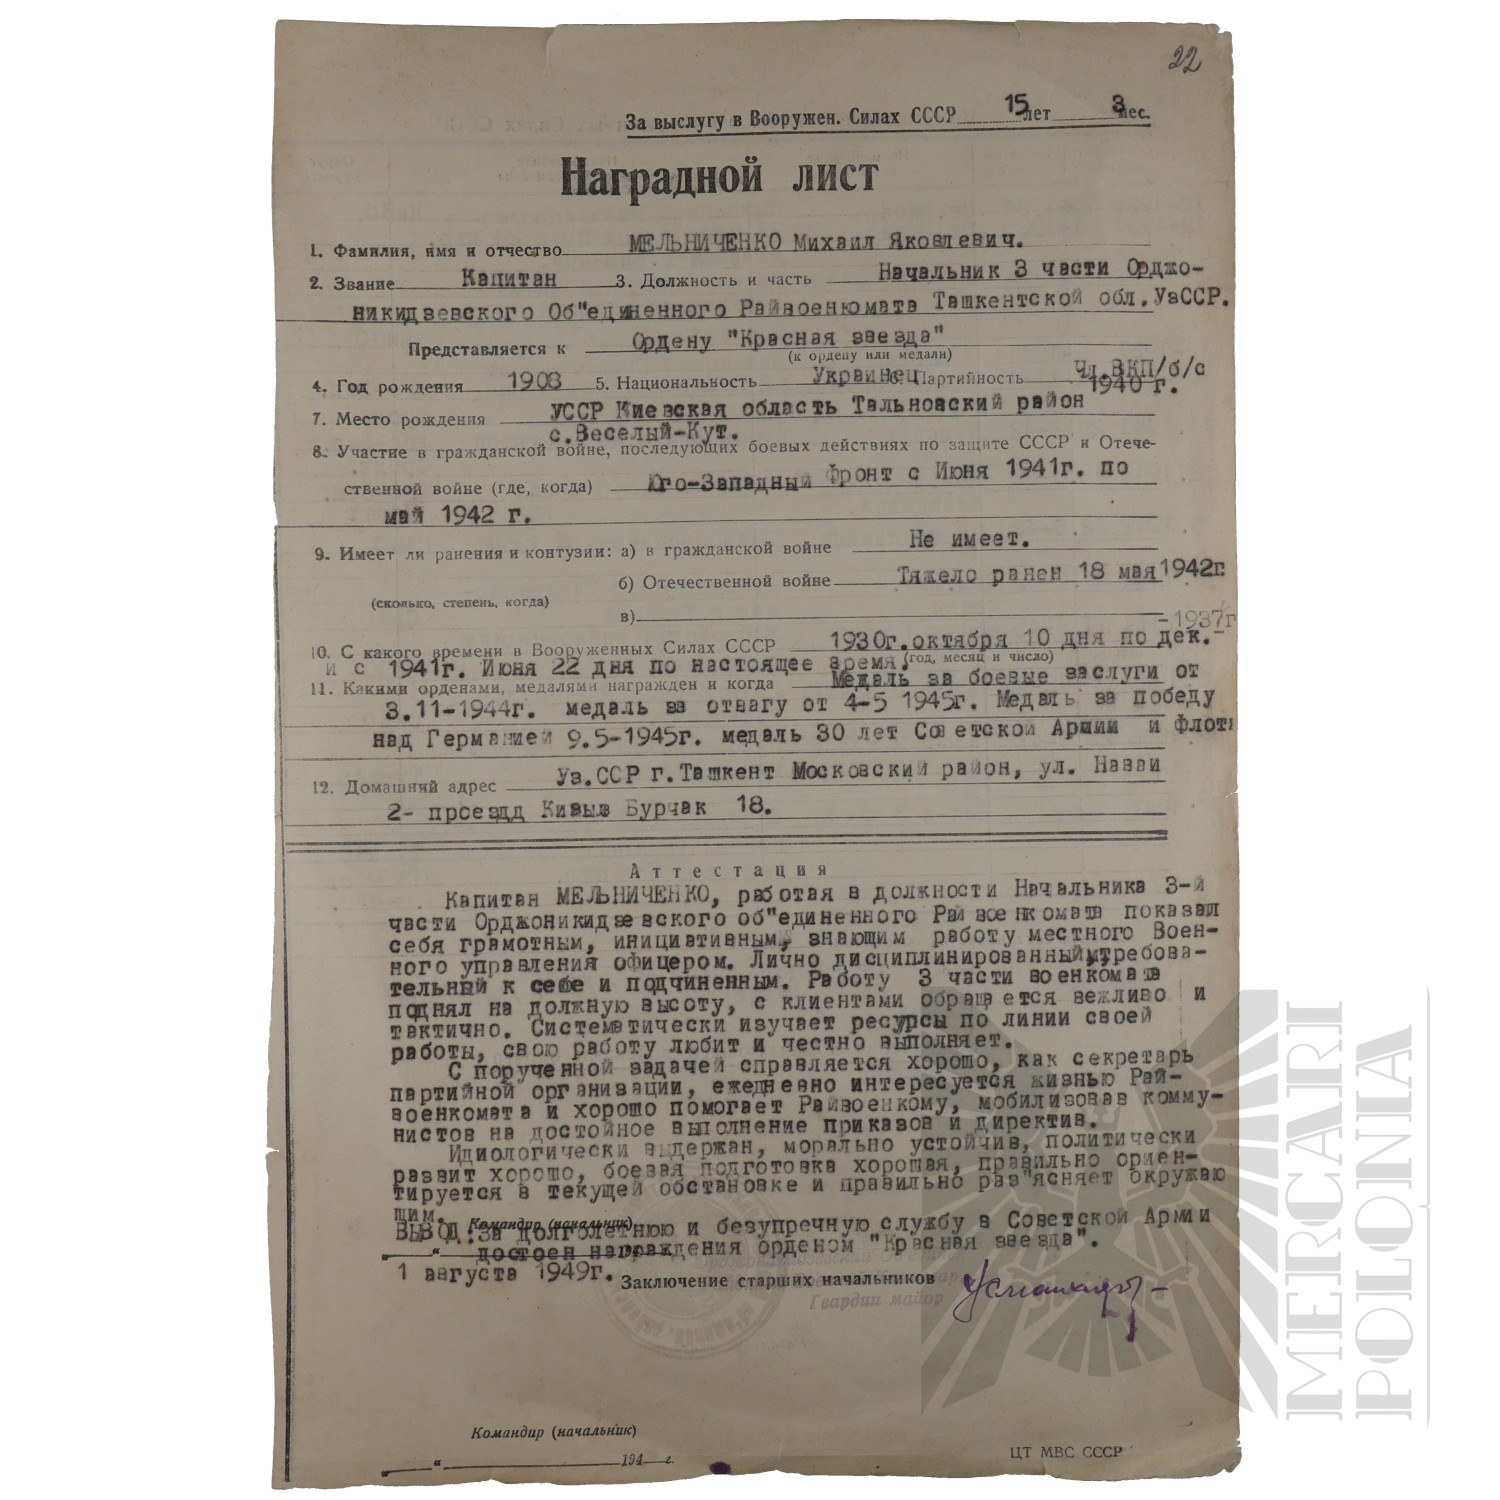 22
За выслугу в Вооружен. Силах СССР 15 лет 3 мес.
Наградной лист
1. Фамилия, имя и отчество МЕЛЬНИЧЕНКО Михаил Яковлевич.
2. Звание Капитан 3. Должность и часть Начальник 3 части Орджо-
никидзевского Об"единенного Райвоенкомата Ташкентской обл.УзССР.
Представляется к Ордену "Красная звезда"
(к ордену или медали)
4. Год рождения 1908 5. Национальность Украинец 6. Партийность Чл.ВКП/б/с
1940 г.
7. Место рождения УССР Киевская область Тальновский район
с.Веселый-Кут.
8. Участие в гражданской войне, последующих боевых действиях по защите СССР и Отече-
ственной войне (где, когда) Юго-Западный Фронт с Июня 1941г. по
май 1942 г.
9. Имеет ли ранения и контузии: а) в гражданской войне Не имеет.
б) Отечественной войне Тяжело ранен 18 мая 1942г
(сколько, степень, когда)
в)
- 1937г
10. С какого времени в Вооруженных Силах СССР 1930г.октября 10 дня по дек.-
и с 1941г. Июня 22 дня по настоящее время. (год, месяц и число)
11. Какими орденами, медалями награжден и когда Медаль за боевые заслуги от
3.11-1944г. медаль за отвагу от 4-5 1945г. Медаль за победу
над Германией 9.5-1945г. медаль 30 лет Советской Армии и Флота
12. Домашний адрес Уз.ССР г.Ташкент Московский район, ул. Наваи
2- проездд Кизыл Бурчак 18.
Аттестация
Капитан МЕЛЬНИЧЕНКО, работая в должности Начальника 3-й
части Орджоникидзевского об"единенного Райвоенкомата показал
себя грамотным, инициативным, знающим работу местного Воен-
ного управления офицером. Лично дисциплинированный,требова-
тельный к себе и подчиненным. Работу 3 части военкомата
поднял на должную высоту, с клиентами обращается вежливо и
тактично. Систематически изучает ресурсы по линии своей
работы, свою работу любит и честно выполняет.
С порученной задачей справляется хорошо, как секретарь
партийной организации, ежедневно интересуется жизнью Рай-
военкомата и хорошо помогает Райвоенкому, мобилизовав комму-
нистов на достойное выполнение приказов и директив.
Идиологически выдержан, морально устойчив, политически
развит хорошо, боевая подготовка хорошая, правильно ориен-
тируется в текущей обстановке и правильно раз"ясняет окружаю
щим.
Командир (начальник)
ВЫВОД:За долголетнюю и безупречную службу в Советской Армии
достоен награждения орденом "Красная звезда".
1 августа 1949г. Заключение старших начальников
Гвардии майор
Командир (начальник)
„ “ 194 г.
ЦТ МВС СССР
MERCARI
POLONIA